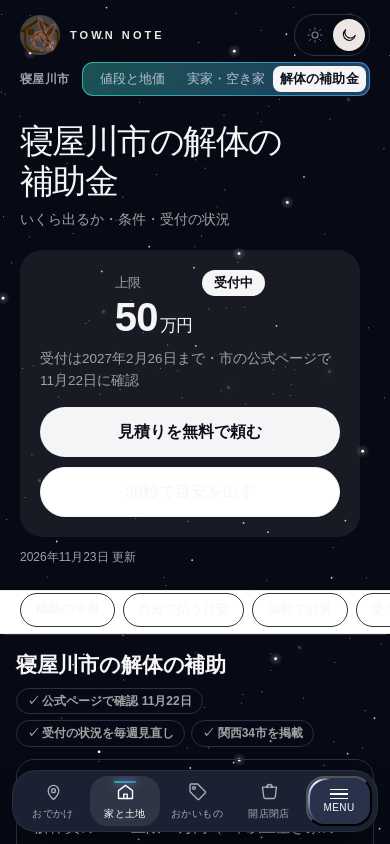 TOWN NOTE
寝屋川市
値段と地価
実家・空き家
解体の補助金
寝屋川市の解体の
補助金
いくら出るか・条件・受付の状況
上限
受付中
50万円
受付は2027年2月26日まで・市の公式ページで
11月22日に確認
見積りを無料で頼む
2026年11月23日 更新
寝屋川市の解体の補助
✓ 公式ページで確認 11月22日
✓ 受付の状況を毎週見直し
✓ 関西34市を掲載
おでかけ
家と土地
おかいもの
開店閉店
MENU